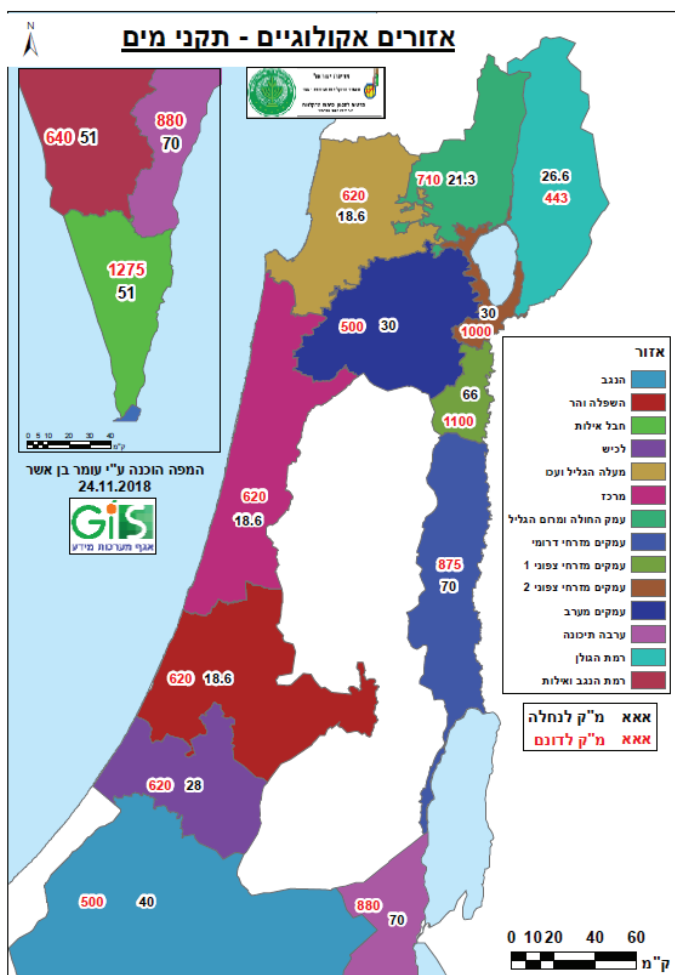 אזורים אקולוגיים - תקני מים
N
מדינת ישראל
640 51
880
70
1275
51
0 5 10 20 30 40
ק"מ
המפה הוכנה ע"י עומר בן אשר
24.11.2018
GIS
אגף מערכות מידע
620
18.6
710 21.3
26.6
443
500 30
30
1000
66
1100
620
18.6
875
70
620 18.6
620 28
500 40
880
70
אזור
הנגב
השפלה והר
חבל אילות
לכיש
מעלה הגליל ועכו
מרכז
עמק החולה ומרום הגליל
עמקים מזרחי דרומי
עמקים מזרחי צפוני 1
עמקים מזרחי צפוני 2
עמקים מערב
ערבה תיכונה
רמת הגולן
רמת הנגב ואילות
אאא מ"ק לנחלה
אאא מ"ק לדונם
0 10 20 40 60
ק"מ